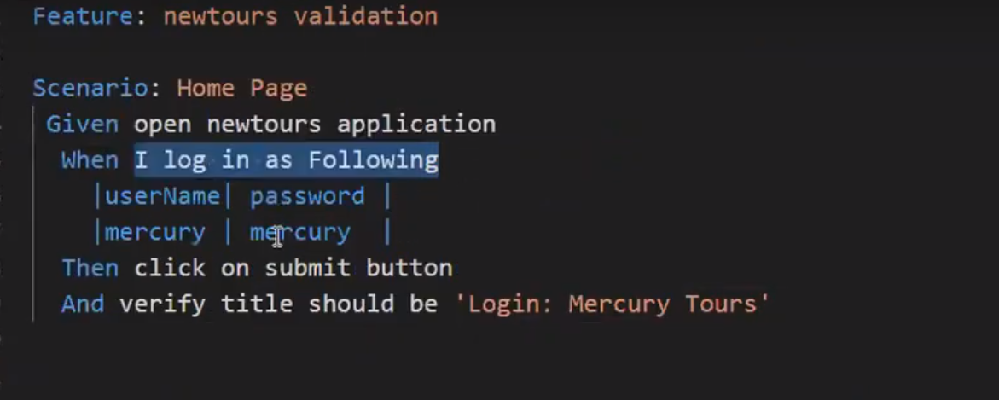 Feature: newtours validation
Scenario: Home Page
Given open newtours application
When I log in as Following
|userName| password |
|mercury | mercury |
Then click on submit button
And verify title should be 'Login: Mercury Tours'